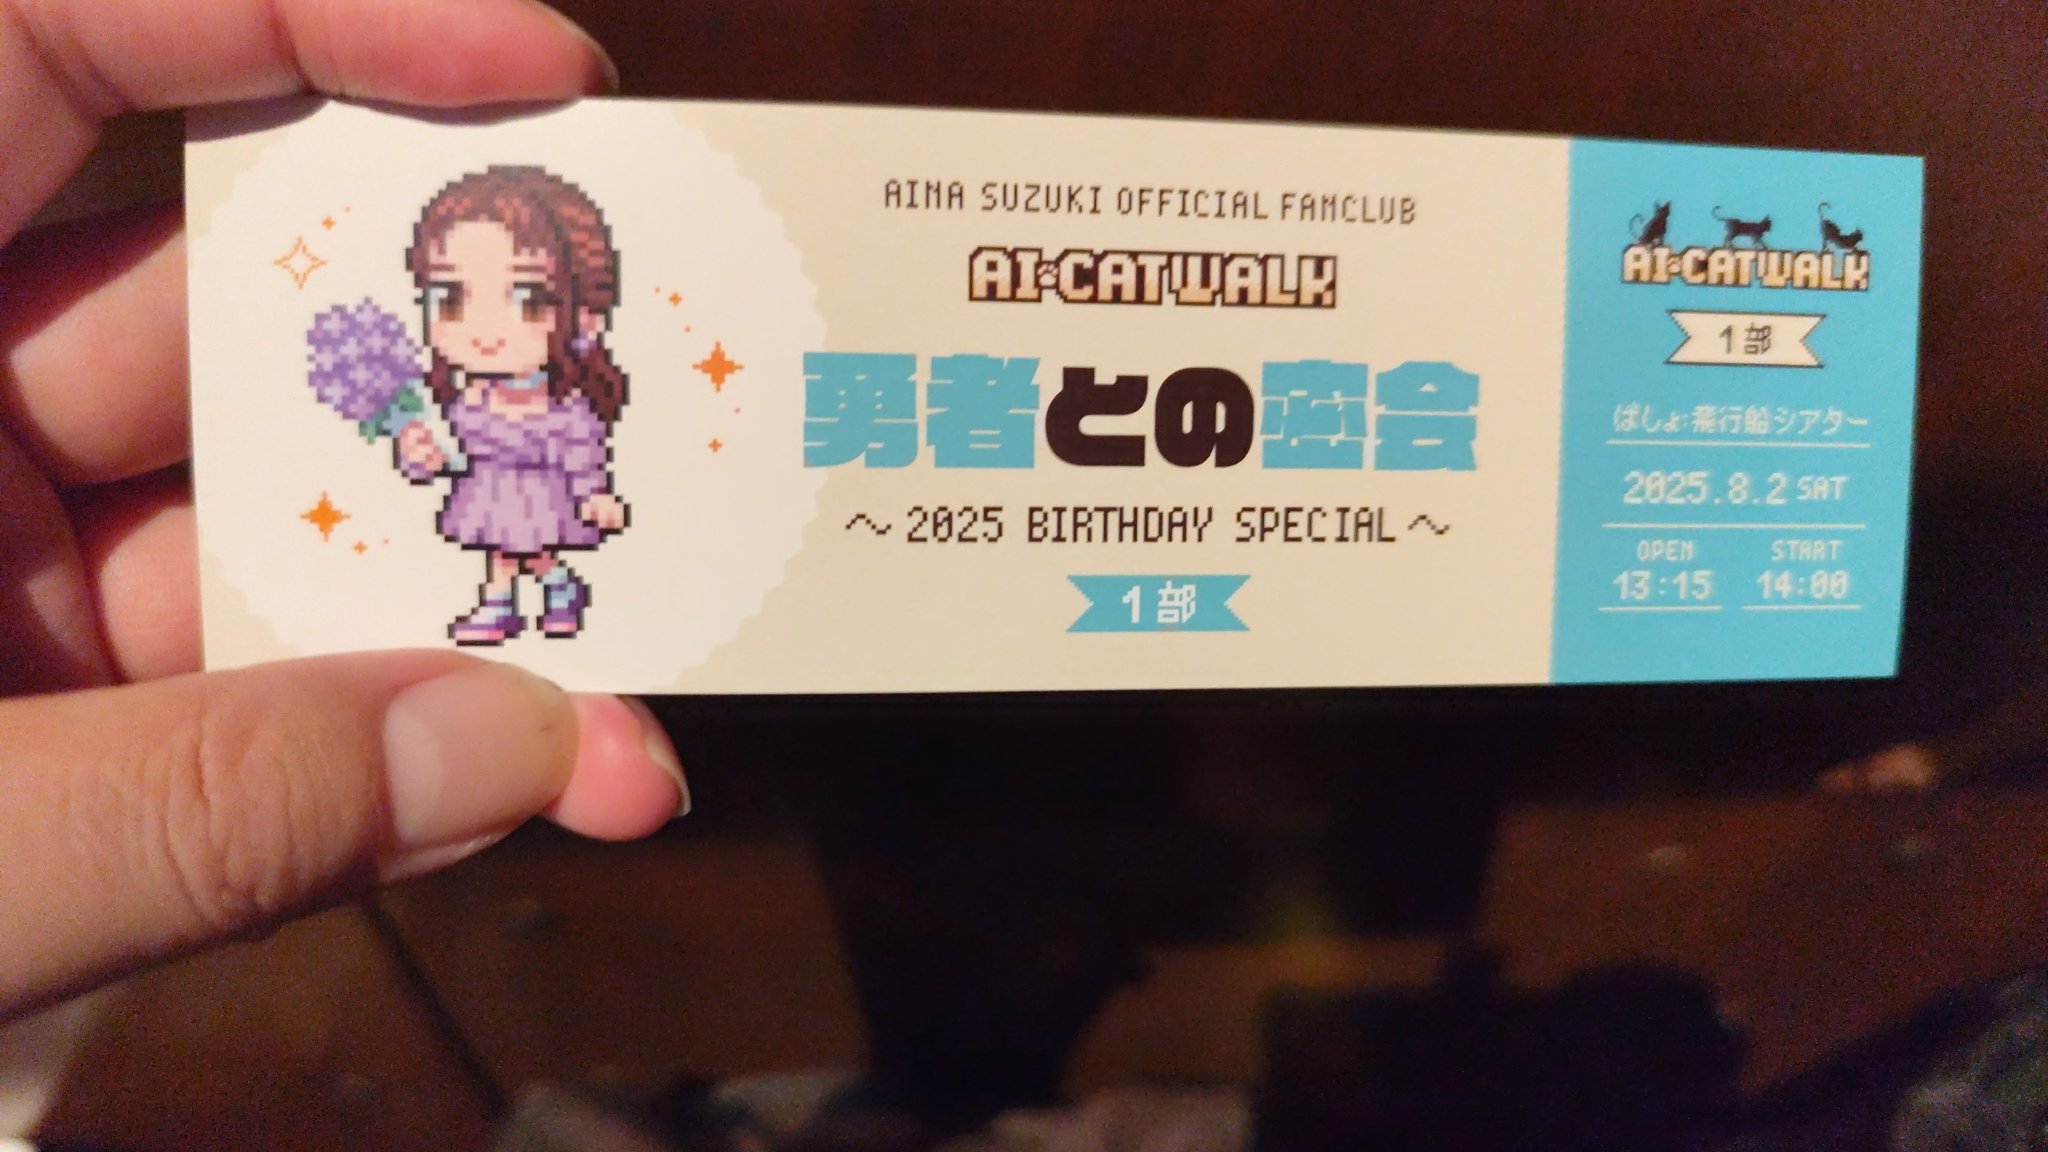 AINA SUZUKI OFFICIAL FANCLUB
AI CATWALK
勇者との密会
～2025 BIRTHDAY SPECIAL～
1部
AI CATWALK
1部
ばしょ:飛行船シアター
2025.8.2 SAT
OPEN START
13:15 14:00